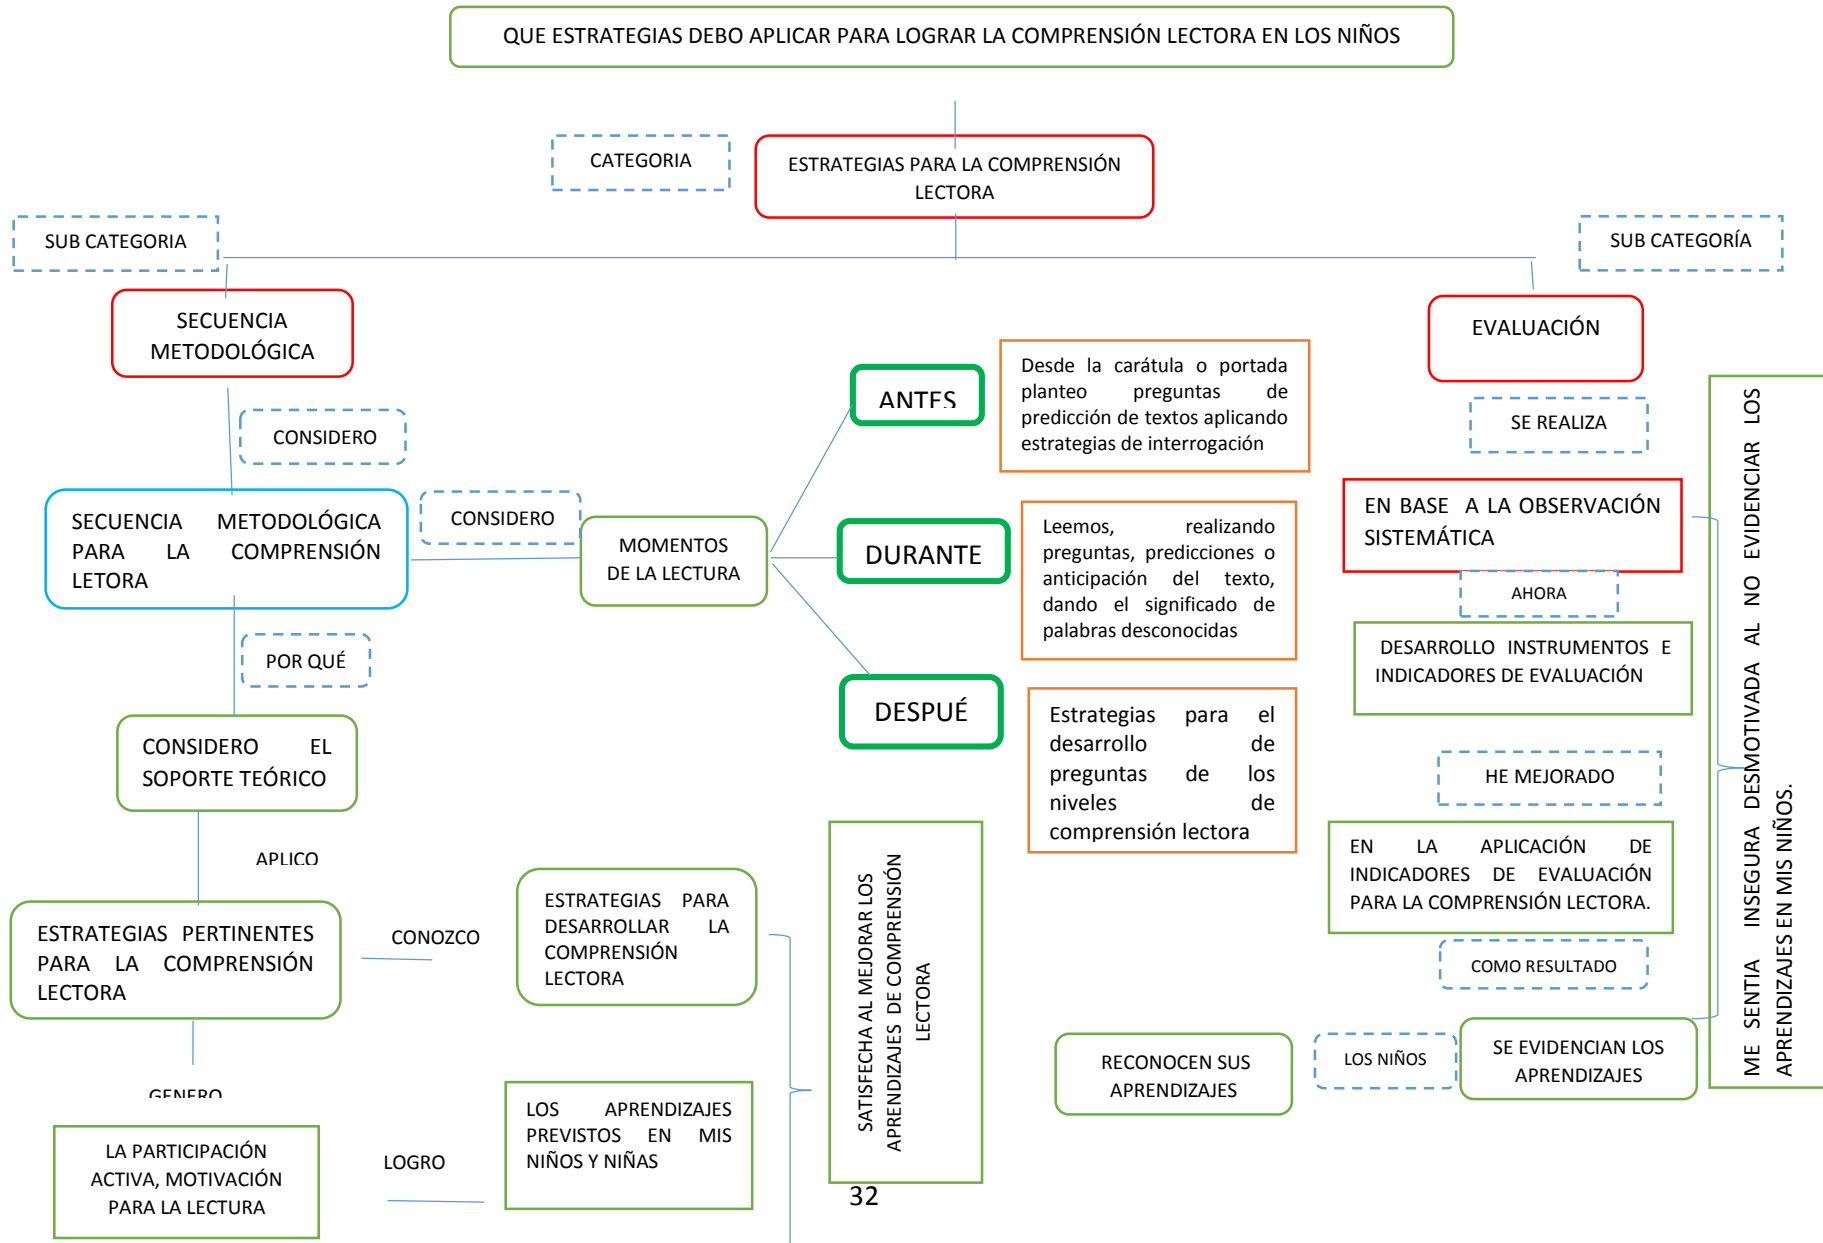 QUE ESTRATEGIAS DEBO APLICAR PARA LOGRAR LA COMPRENSIÓN LECTORA EN LOS NIÑOS
CATEGORIA
ESTRATEGIAS PARA LA COMPRENSIÓN
LECTORA
SUB CATEGORIA
SUB CATEGORÍA
SECUENCIA
METODOLÓGICA
EVALUACIÓN
CONSIDERO
SECUENCIA METODOLÓGICA
PARA LA COMPRENSIÓN
LETORA
CONSIDERO
MOMENTOS
DE LA LECTURA
ANTES
Desde la carátula o portada
planteo preguntas de
predicción de textos aplicando
estrategias de interrogación
DURANTE
Leemos, realizando
preguntas, predicciones o
anticipación del texto,
dando el significado de
palabras desconocidas
DESPUÉ
Estrategias para el
desarrollo de
preguntas de los
niveles de
comprensión lectora
SE REALIZA
EN BASE A LA OBSERVACIÓN
SISTEMÁTICA
AHORA
DESARROLLO INSTRUMENTOS E
INDICADORES DE EVALUACIÓN
HE MEJORADO
EN LA APLICACIÓN DE
INDICADORES DE EVALUACIÓN
PARA LA COMPRENSIÓN LECTORA.
COMO RESULTADO
SE EVIDENCIAN LOS
APRENDIZAJES
LOS NIÑOS
RECONOCEN SUS
APRENDIZAJES
ME SENTIA INSEGURA DESMOTIVADA AL NO EVIDENCIAR LOS
APRENDIZAJES EN MIS NIÑOS.
POR QUÉ
CONSIDERO EL
SOPORTE TEÓRICO
APLICO
ESTRATEGIAS PERTINENTES
PARA LA COMPRENSIÓN
LECTORA
CONOZCO
ESTRATEGIAS PARA
DESARROLLAR LA
COMPRENSIÓN
LECTORA
GENERO
LA PARTICIPACIÓN
ACTIVA, MOTIVACIÓN
PARA LA LECTURA
LOGRO
LOS APRENDIZAJES
PREVISTOS EN MIS
NIÑOS Y NIÑAS
SATISFECHA AL MEJORAR LOS
APRENDIZAJES DE COMPRENSIÓN
LECTORA
32